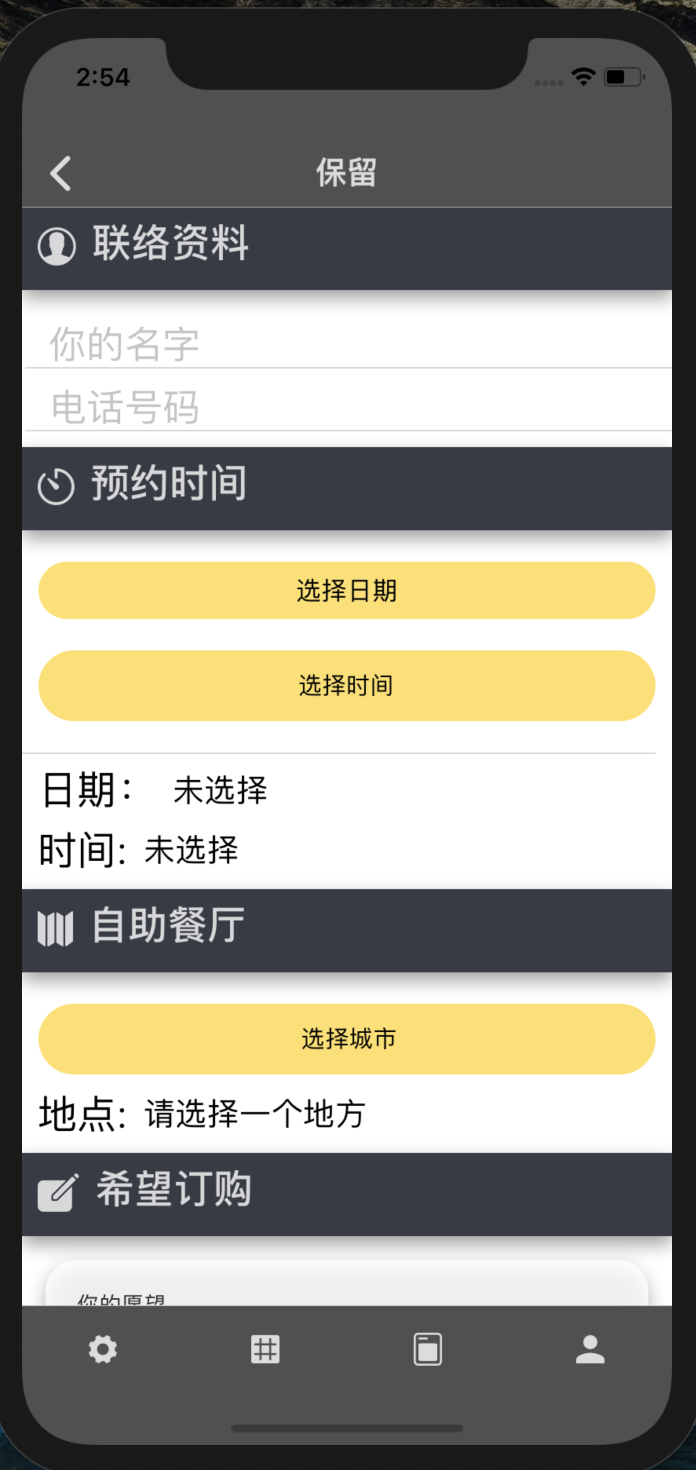 2:54
保留
联络资料
你的名字
电话号码
预约时间
选择日期
选择时间
日期： 未选择
时间: 未选择
自助餐厅
选择城市
地点: 请选择一个地方
希望订购
你的愿望